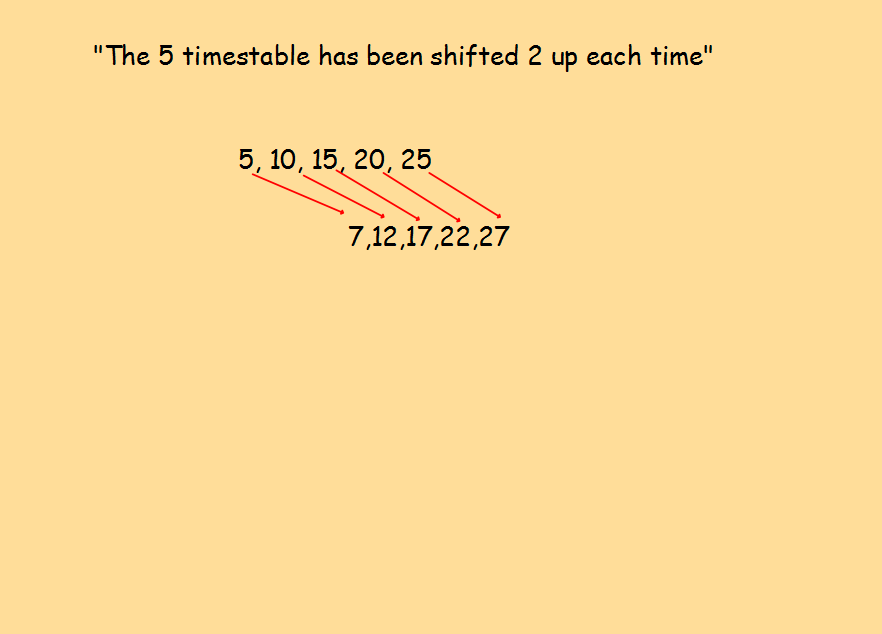 "The 5 timestable has been shifted 2 up each time"
5, 10, 15, 20, 25
7,12,17,22,27